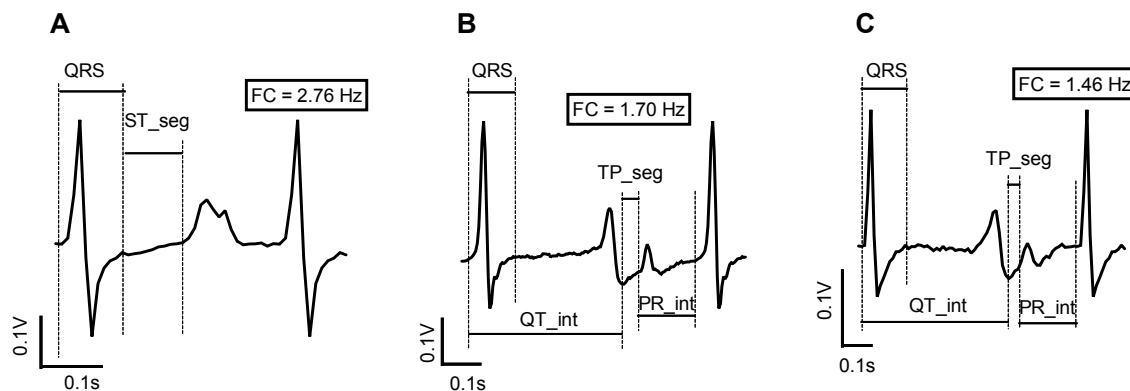 A
QRS
FC = 2.76 Hz
ST_seg
0.1V
0.1s
B
QRS
FC = 1.70 Hz
TP_seg
PR_int
QT_int
0.1V
0.1s
C
QRS
FC = 1.46 Hz
TP_seg
PR_int
QT_int
0.1V
0.1s